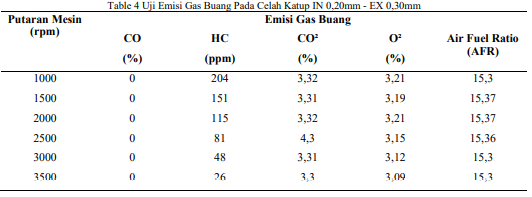 Table 4 Uji Emisi Gas Buang Pada Celah Katup IN 0,20mm - EX 0,30mm
Putaran Mesin (rpm) Emisi Gas Buang
CO (%) HC (ppm) CO² (%) O² (%) Air Fuel Ratio (AFR)
1000 0 204 3,32 3,21 15,3
1500 0 151 3,31 3,19 15,37
2000 0 115 3,32 3,21 15,37
2500 0 81 4,3 3,15 15,36
3000 0 48 3,31 3,12 15,3
3500 0 26 3,3 3,09 15,3